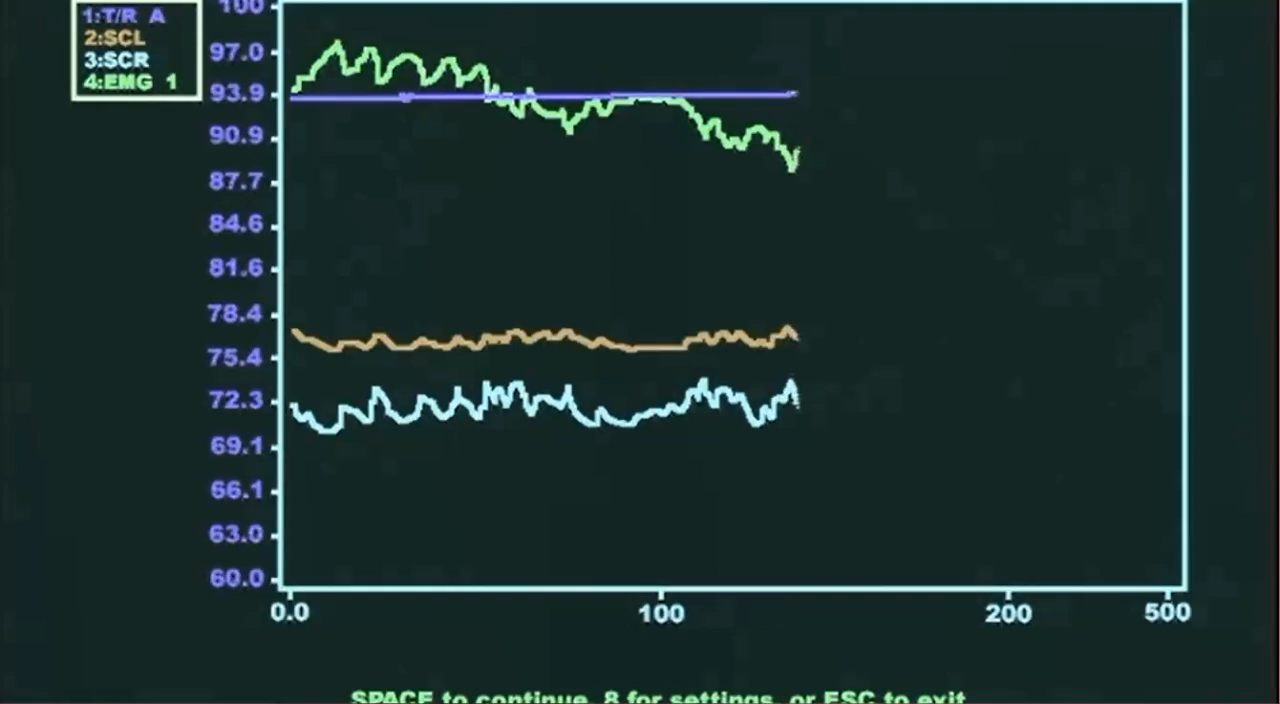 100
1:T/R A
2:SCL
3:SCR
4:EMG 1
97.0
93.9
90.9
87.7
84.6
81.6
78.4
75.4
72.3
69.1
66.1
63.0
60.0
0.0 100 200 500
SPACE to continue, 8 for settings, or ESC to exit